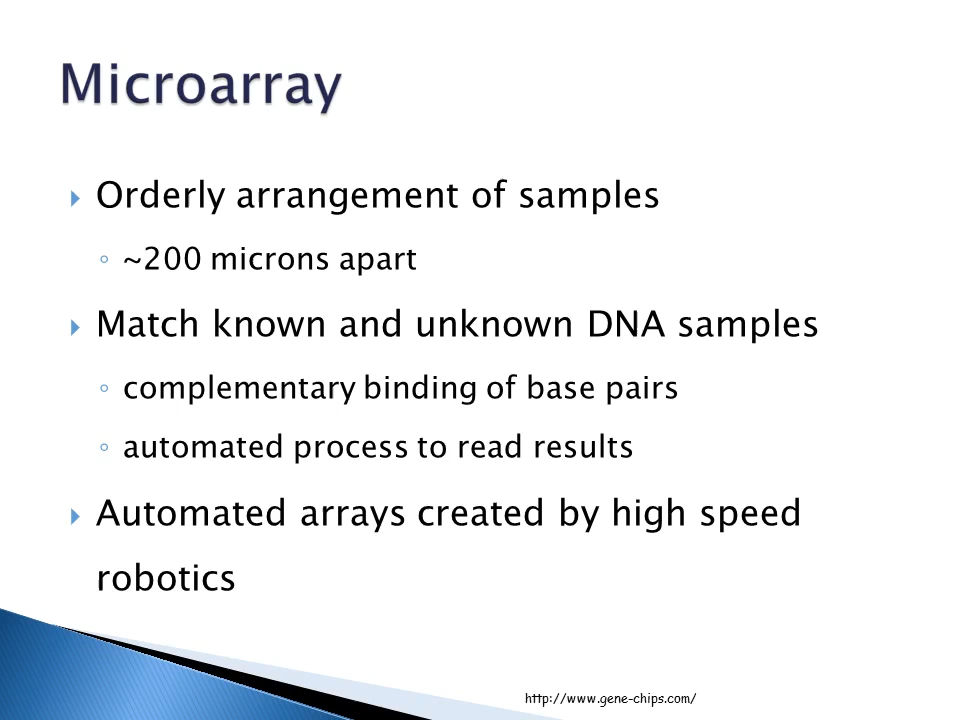 Microarray
Orderly arrangement of samples
~200 microns apart
Match known and unknown DNA samples
complementary binding of base pairs
automated process to read results
Automated arrays created by high speed
robotics
http://www.gene-chips.com/